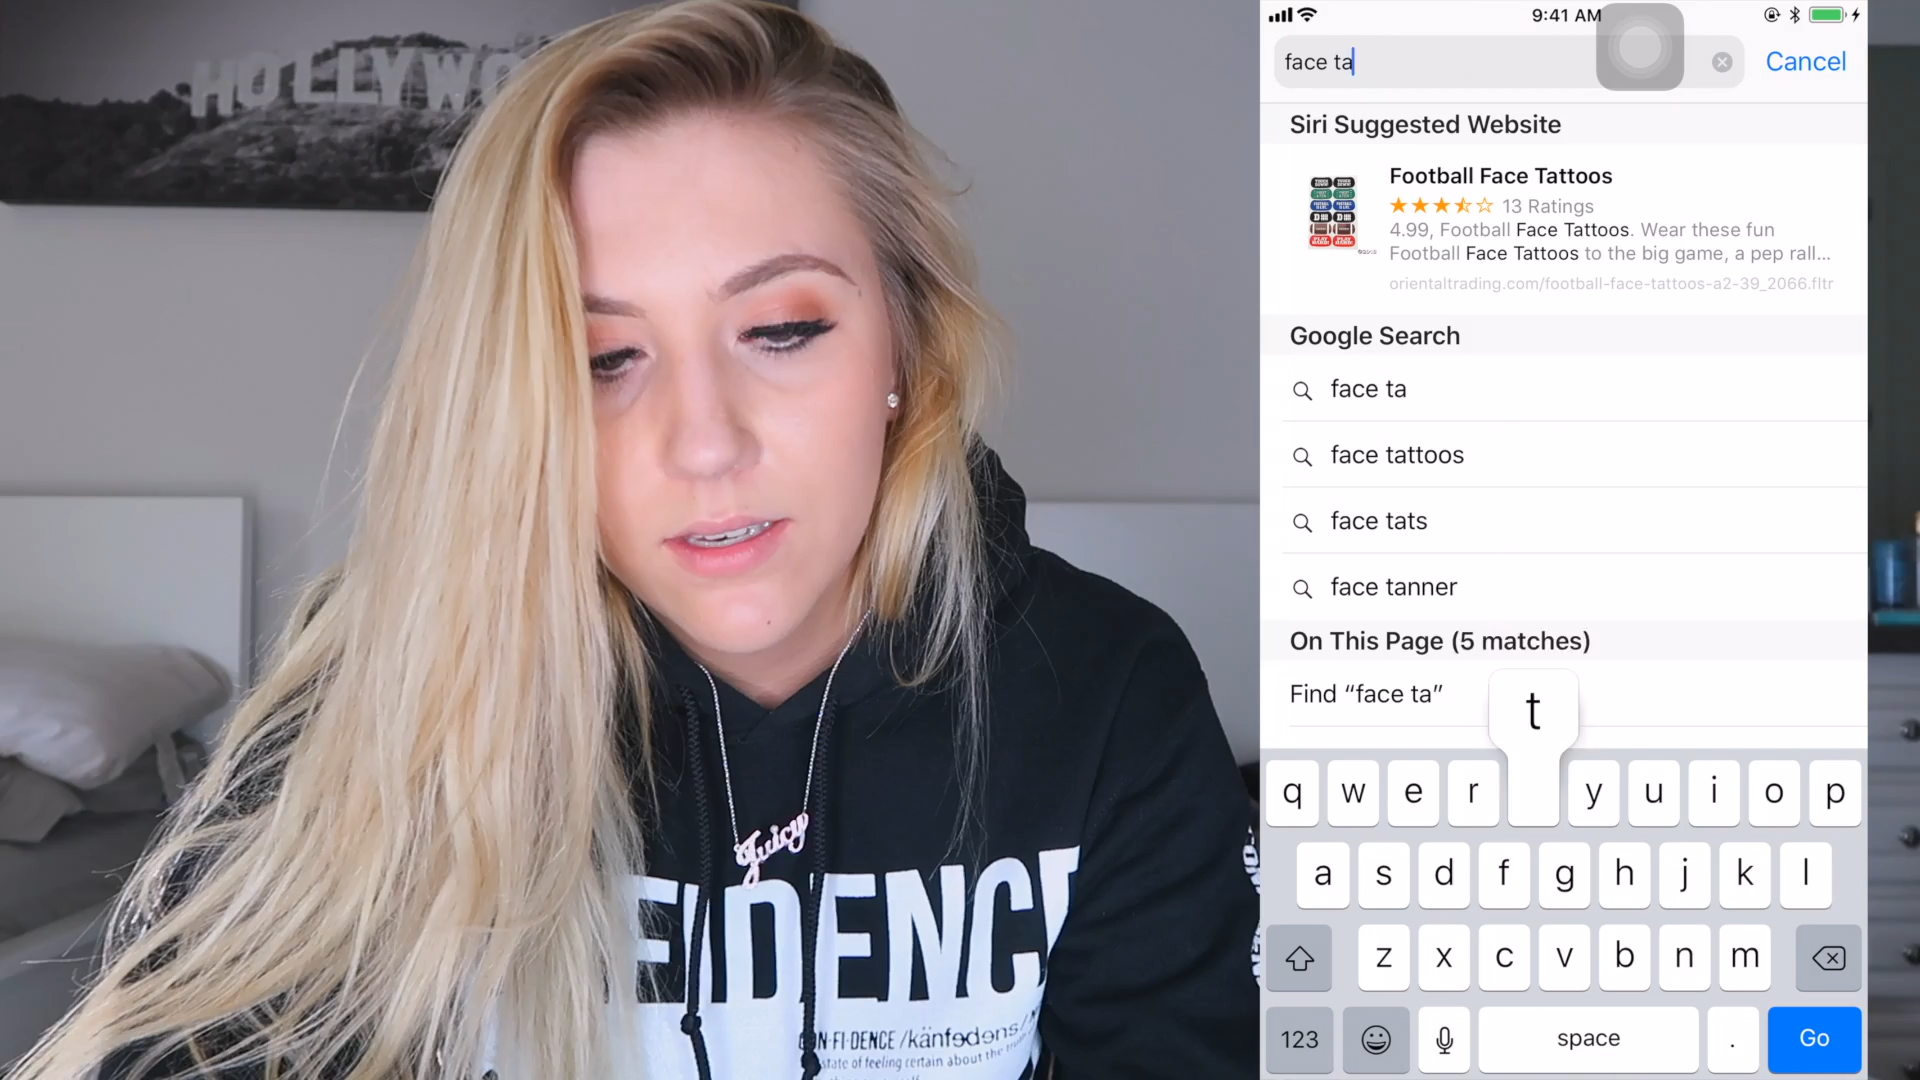 HOLLYWO
Juicy
FIDENCE
N·FI·DENCE /känfədəns/
state of feeling certain about the
9:41 AM
face ta
Cancel
Siri Suggested Website
Football Face Tattoos
13 Ratings
4.99, Football Face Tattoos. Wear these fun
Football Face Tattoos to the big game, a pep rall...
orientaltrading.com/football-face-tattoos-a2-39_2066.fltr
Google Search
face ta
face tattoos
face tats
face tanner
On This Page (5 matches)
Find “face ta”
t
q w e r y u i o p
a s d f g h j k l
z x c v b n m
123 space . Go